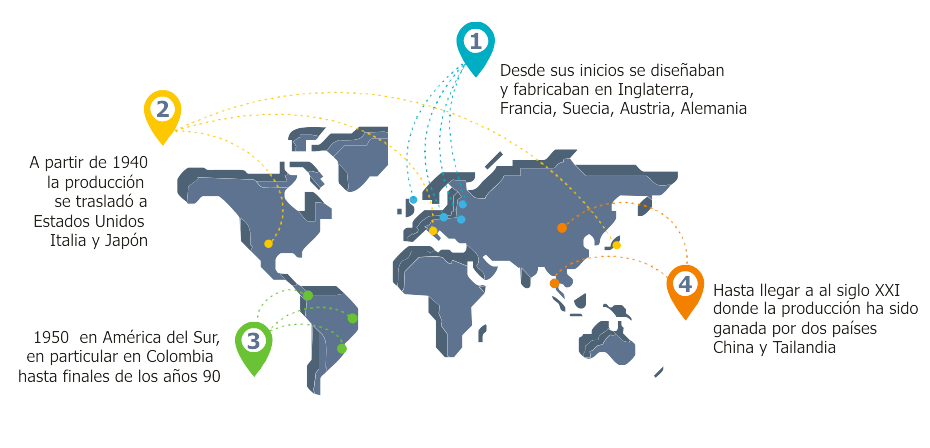 1
Desde sus inicios se diseñaban
y fabricaban en Inglaterra,
Francia, Suecia, Austria, Alemania
2
A partir de 1940
la producción
se trasladó a
Estados Unidos
Italia y Japón
3
1950 en América del Sur,
en particular en Colombia
hasta finales de los años 90
4
Hasta llegar a al siglo XXI
donde la producción ha sido
ganada por dos países
China y Tailandia